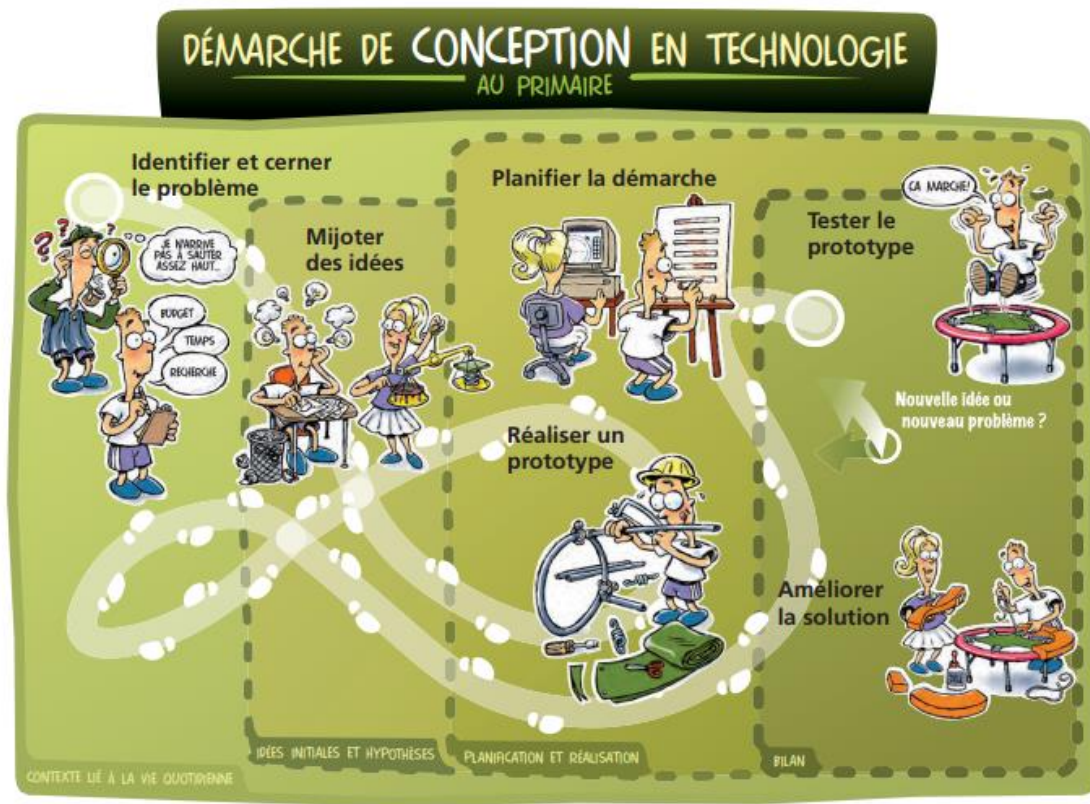 DÉMARCHE DE CONCEPTION EN TECHNOLOGIE
AU PRIMAIRE
Identifier et cerner
le problème
? ? ?
JE N'ARRIVE
PAS À SAUTER
ASSEZ HAUT...
BUDGET
TEMPS
RECHERCHE
Mijoter
des idées
Planifier la démarche
Réaliser un
prototype
Tester le
prototype
ÇA MARCHE!
Nouvelle idée ou
nouveau problème ?
Améliorer
la solution
CONTEXTE LIÉ À LA VIE QUOTIDIENNE
IDÉES INITIALES ET HYPOTHÈSES
PLANIFICATION ET RÉALISATION
BILAN